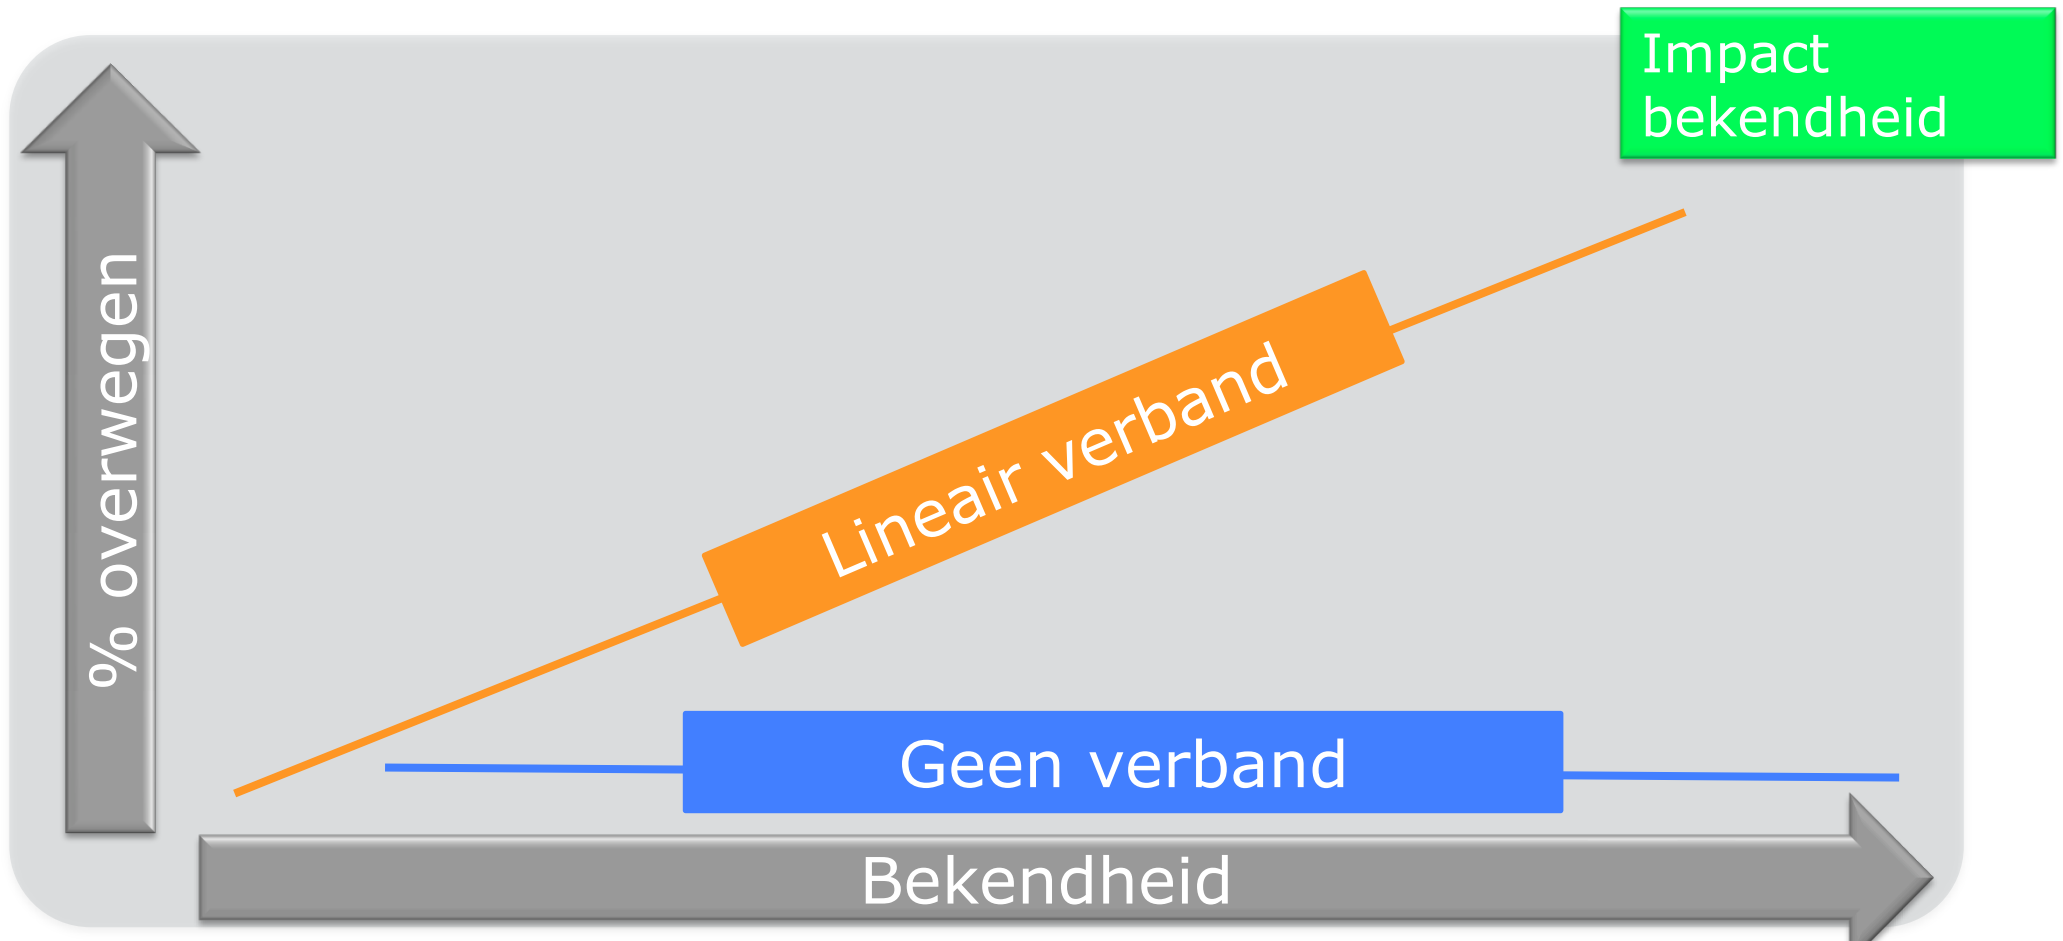 Impact
bekendheid
% overwegen
Lineair verband
Geen verband
Bekendheid